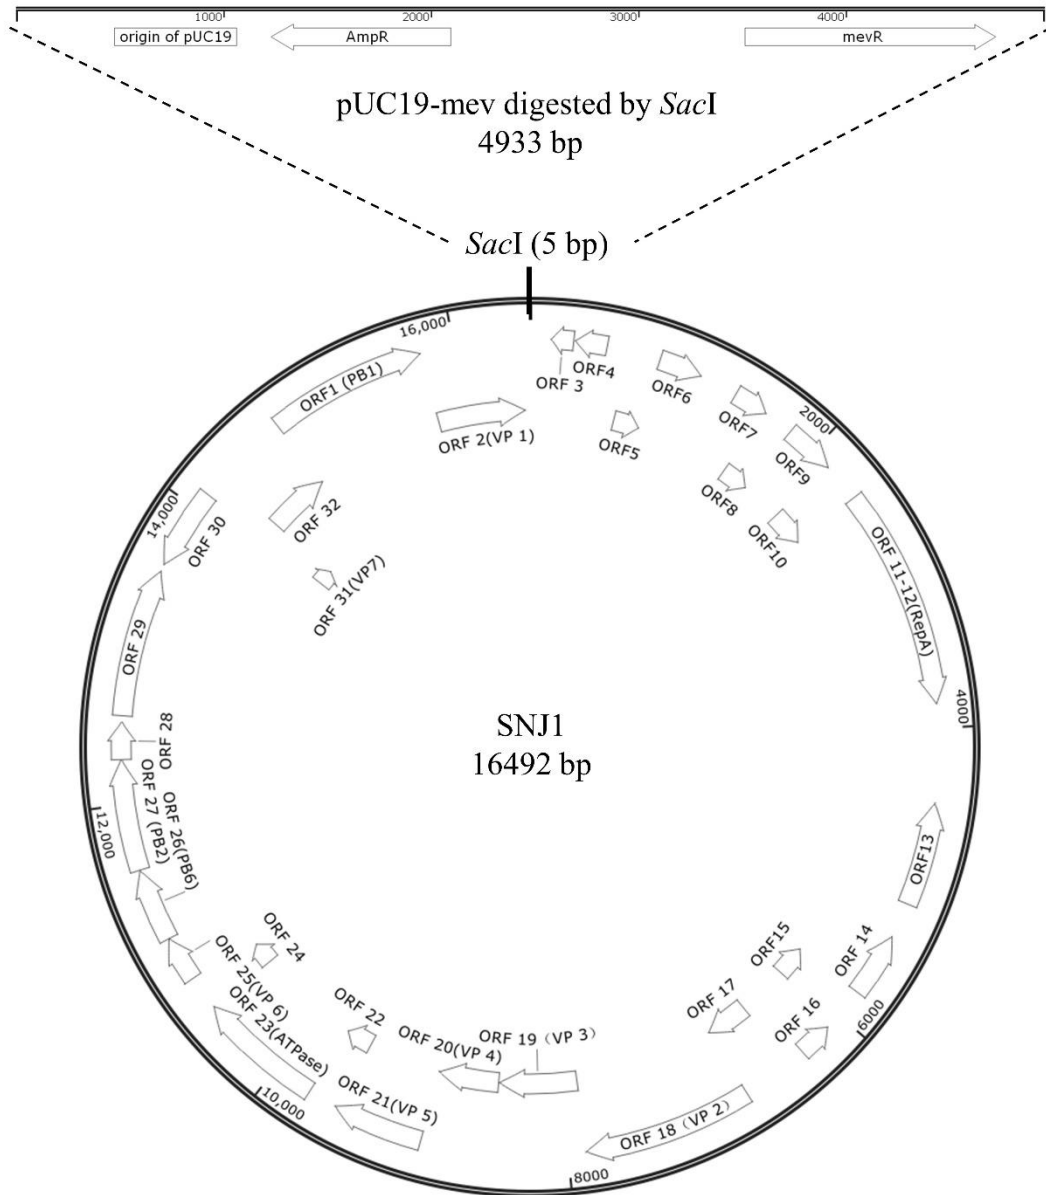 1000 2000 3000 4000
origin of pUC19 AmpR mevR
pUC19-mev digested by SacI
4933 bp
SacI (5 bp)
16,000
ORF1 (PB1)
ORF 2(VP 1)
ORF 3
ORF4
ORF5
ORF6
ORF7
2000
ORF8
ORF9
ORF10
ORF 11-12(RepA)
4000
14,000
ORF 30
ORF 32
ORF 31(VP7)
ORF 29
SNJ1
16492 bp
ORF 28
ORF 27 (PB2)
ORF 26(PB6)
12,000
ORF13
ORF 14
ORF15
ORF 16
6000
ORF 17
ORF 24
ORF 25(VP 6)
ORF 23(ATPase)
ORF 22
ORF 20(VP 4)
ORF 19（VP 3）
ORF 21(VP 5)
10,000
ORF 18（VP 2）
8000